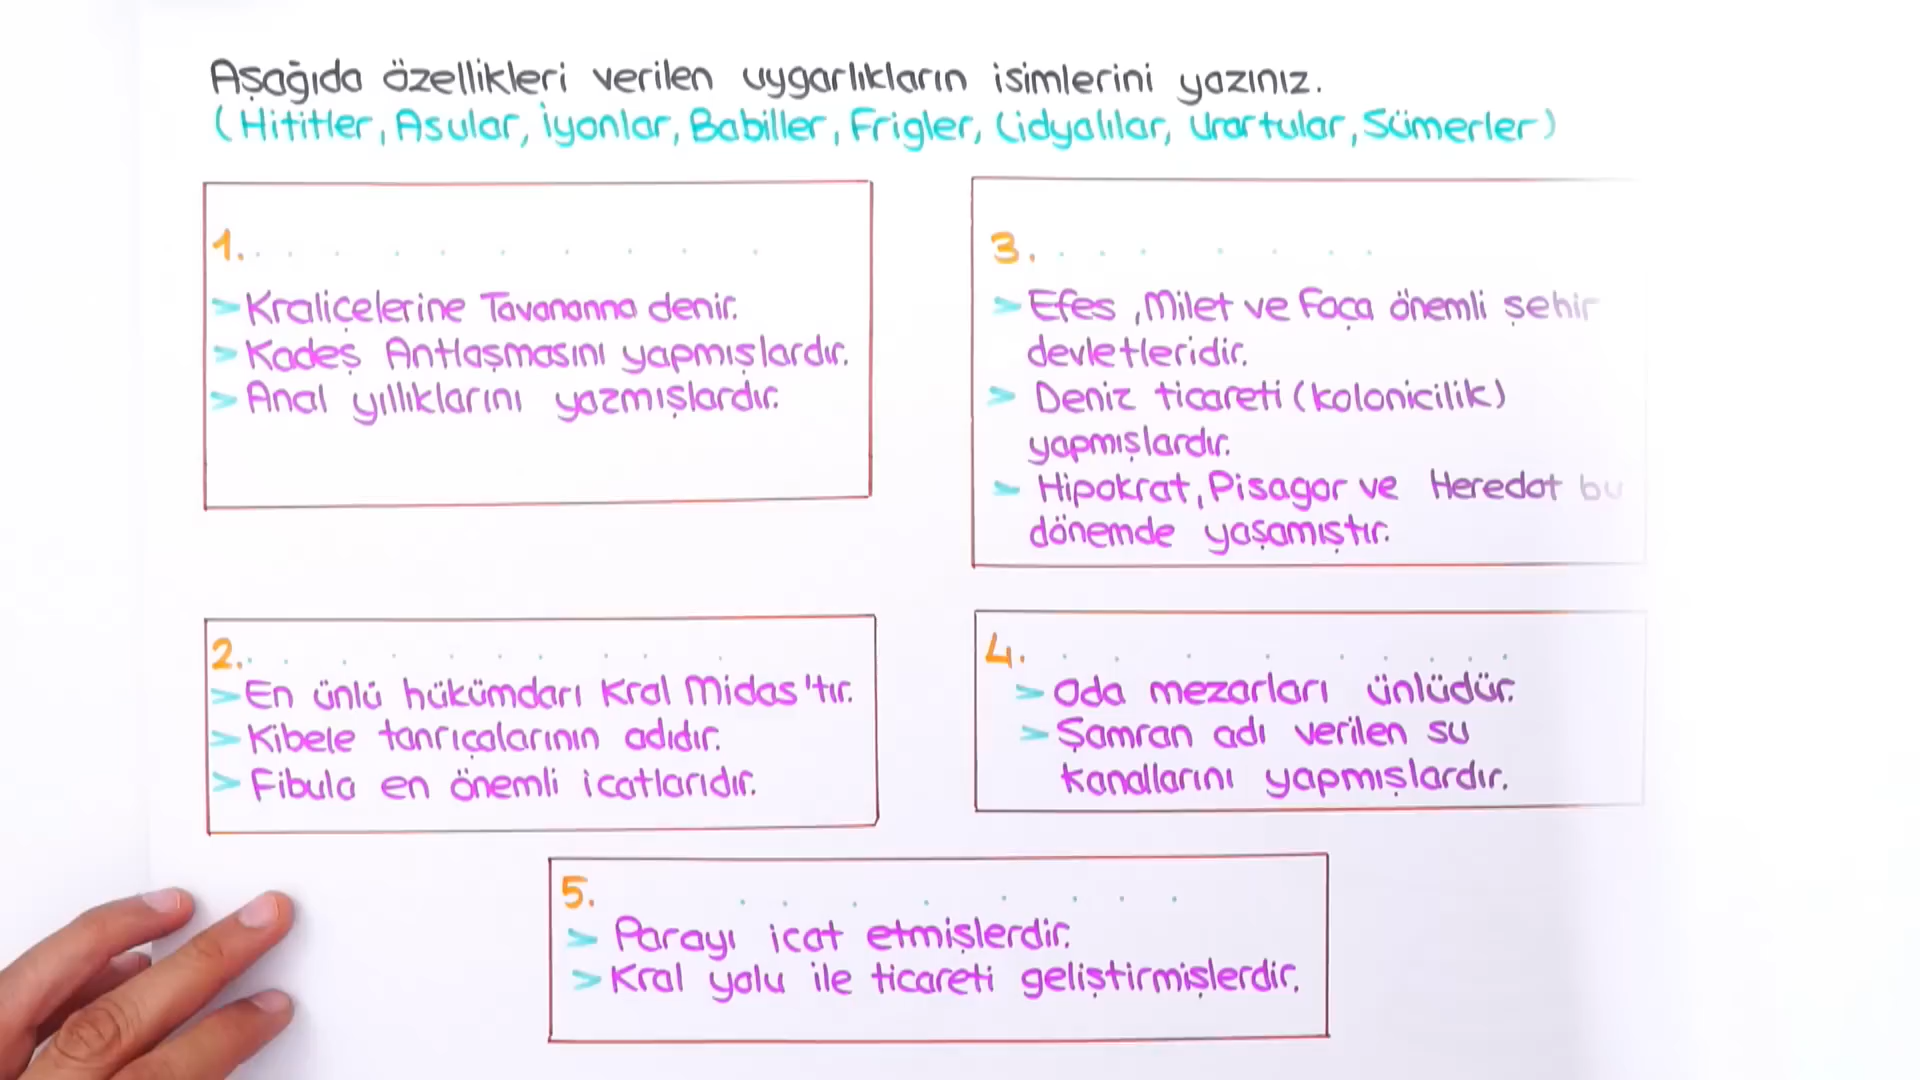 Aşağıda özellikleri verilen uygarlıkların isimlerini yazınız.
(Hititler, Asular, İyonlar, Babiller, Frigler, Lidyalılar, Urartular, Sümerler)
1. . . . . . . . . . .
> Kraliçelerine Tavananna denir.
> Kadeş Antlaşmasını yapmışlardır.
> Anal yıllıklarını yazmışlardır.
2. . . . . . . . . .
> En ünlü hükümdarı Kral Midas'tır.
> Kibele tanrıçalarının adıdır.
> Fibula en önemli icatlarıdır.
3. . . . . . . . .
> Efes, Milet ve Foça önemli şehir
devletleridir.
> Deniz ticareti (kolonicilik)
yapmışlardır.
> Hipokrat, Pisagor ve Heredot bu
dönemde yaşamıştır.
4. . . . . . . . . .
> Oda mezarları ünlüdür.
> Şamran adı verilen su
kanallarını yapmışlardır.
5. . . . . . . . .
> Parayı icat etmişlerdir.
> Kral yolu ile ticareti geliştirmişlerdir.